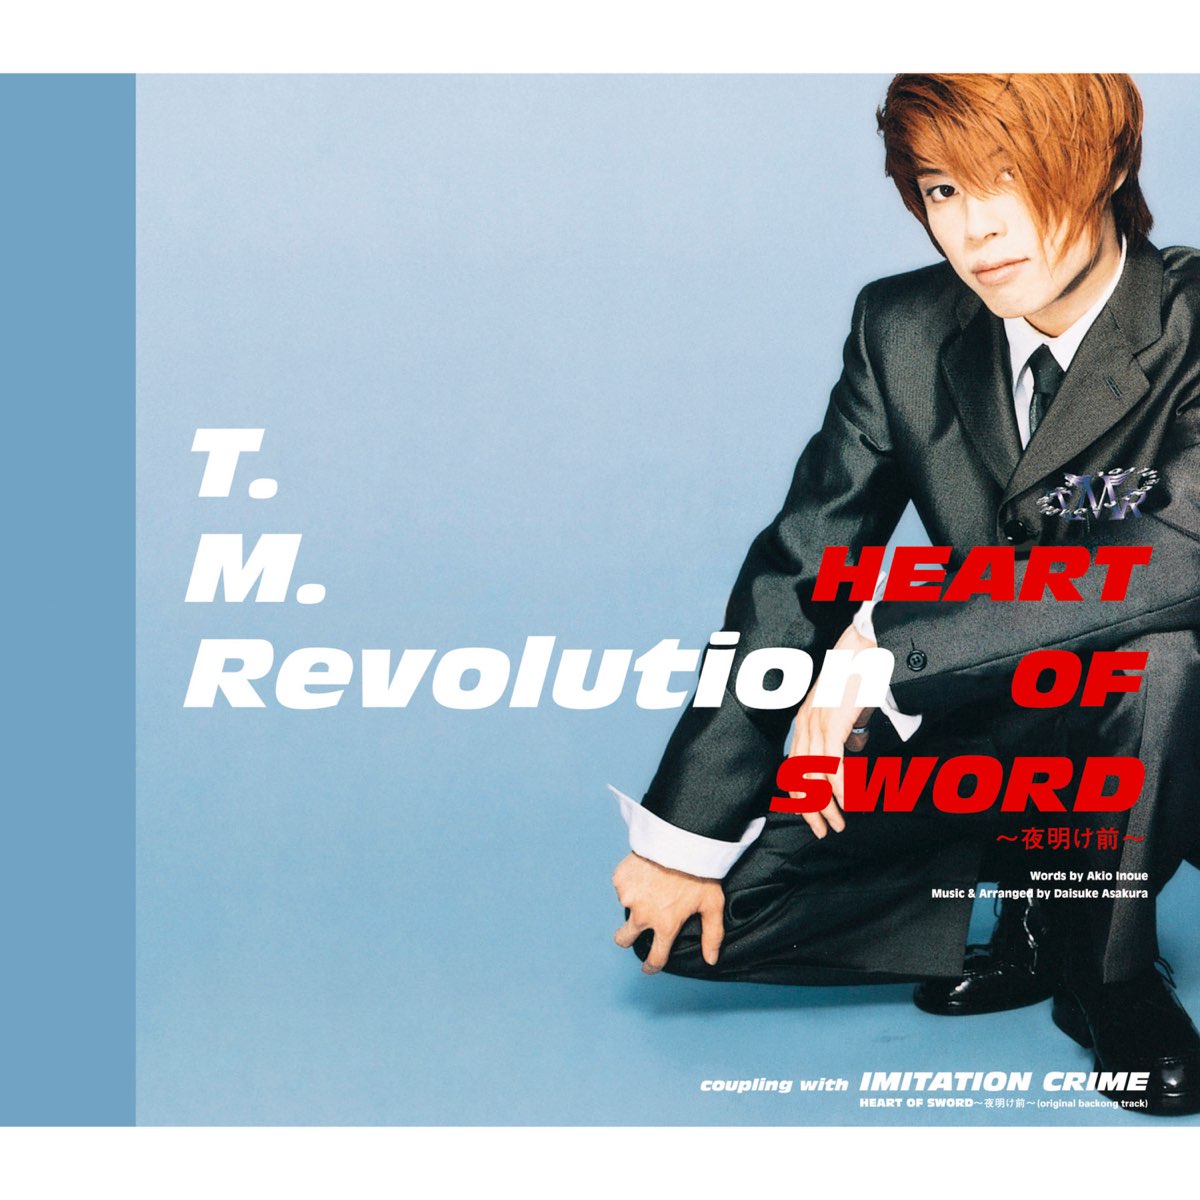 T.
M.
Revolution
TMR
HEART
OF
SWORD
～夜明け前～
Words by Akio Inoue
Music & Arranged by Daisuke Asakura
coupling with IMITATION CRIME
HEART OF SWORD～夜明け前～(original backong track)